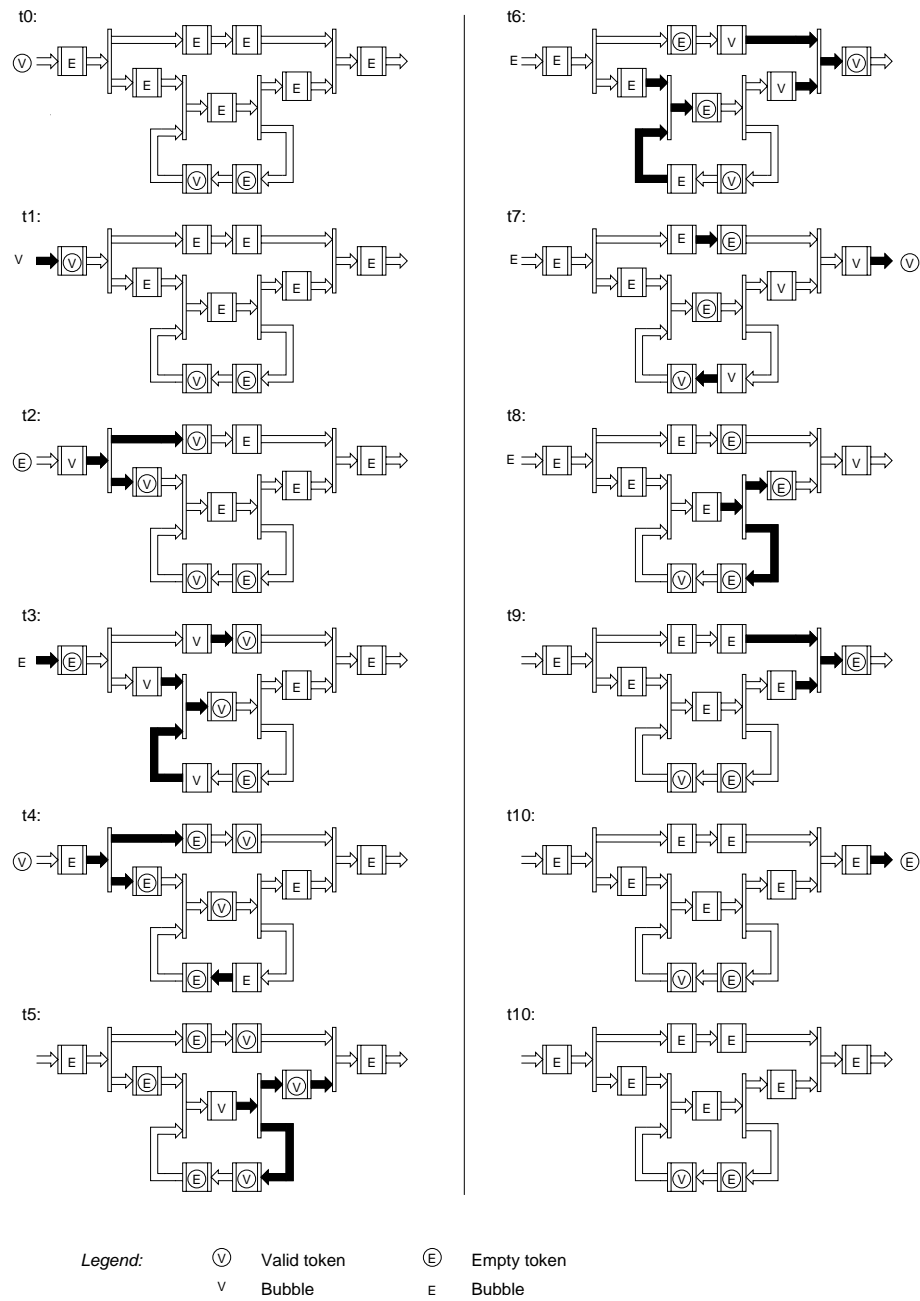 t0:
E E
V E E
E E
E
V E
t1:
E E
V V E
E E
E
V E
t2:
V E
E V E
V E
E
V E
t3:
V V
E E E
V E
V
V E
t4:
E V
V E E
E E
V
E E
t5:
E V
E E
E V
V
E V
t6:
E V
E E V
E V
E
E V
t7:
E E
E E V V
E V
E
V V
t8:
E E
E E V
E E
E
V E
t9:
E E
E E
E E
E
V E
t10:
E E
E E E
E E
E
V E
t10:
E E
E E
E E
E
V E
Legend: V Valid token E Empty token
V Bubble E Bubble